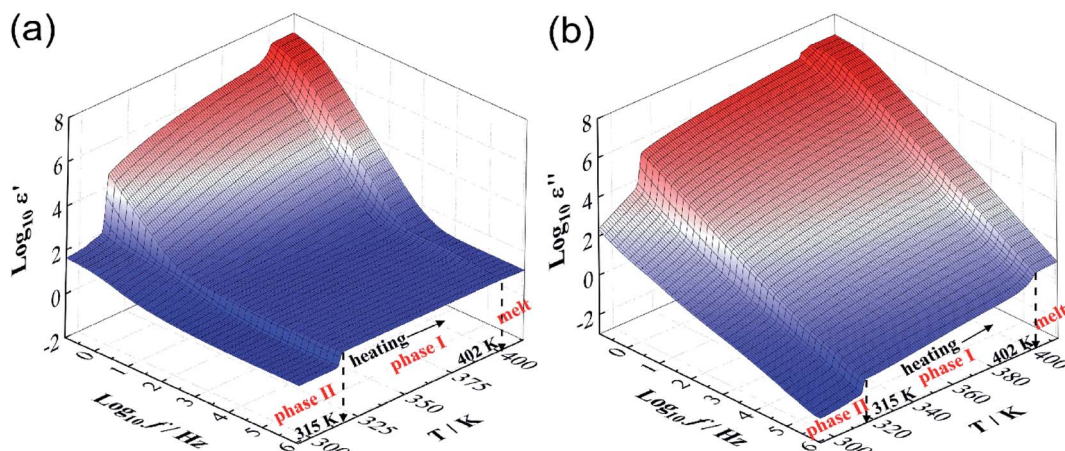 (a)
8
6
4
2
0
-2
Log₁₀ ε'
0
1
2
3
4
5
6
Log₁₀ f / Hz
300
325
350
375
400
T / K
phase II
315 K
heating
phase I
402 K
melt
(b)
8
6
4
2
0
-2
Log₁₀ ε''
0
1
2
3
4
5
6
Log₁₀ f / Hz
300
320
340
360
380
400
T / K
phase II
315 K
heating
phase I
402 K
melt